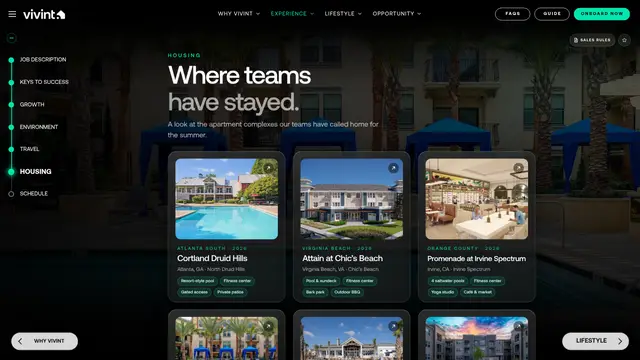 vivint
WHY VIVINT
EXPERIENCE
LIFESTYLE
OPPORTUNITY
FAQS
GUIDE
ONBOARD NOW
SALES RULES
JOB DESCRIPTION
KEYS TO SUCCESS
GROWTH
ENVIRONMENT
TRAVEL
HOUSING
SCHEDULE
HOUSING
Where teams
have stayed.
A look at the apartment complexes our teams have called home for
the summer.
ATLANTA SOUTH · 2026
Cortland Druid Hills
Atlanta, GA · North Druid Hills
Resort-style pool
Fitness center
Gated access
Private patios
VIRGINIA BEACH · 2026
Attain at Chic's Beach
Virginia Beach, VA · Chic's Beach
Pool & sundeck
Fitness center
Bark park
Outdoor BBQ
ORANGE COUNTY · 2026
Promenade at Irvine Spectrum
Irvine, CA · Irvine Spectrum
4 saltwater pools
Fitness center
Yoga studio
Café & market
WHY VIVINT
LIFESTYLE